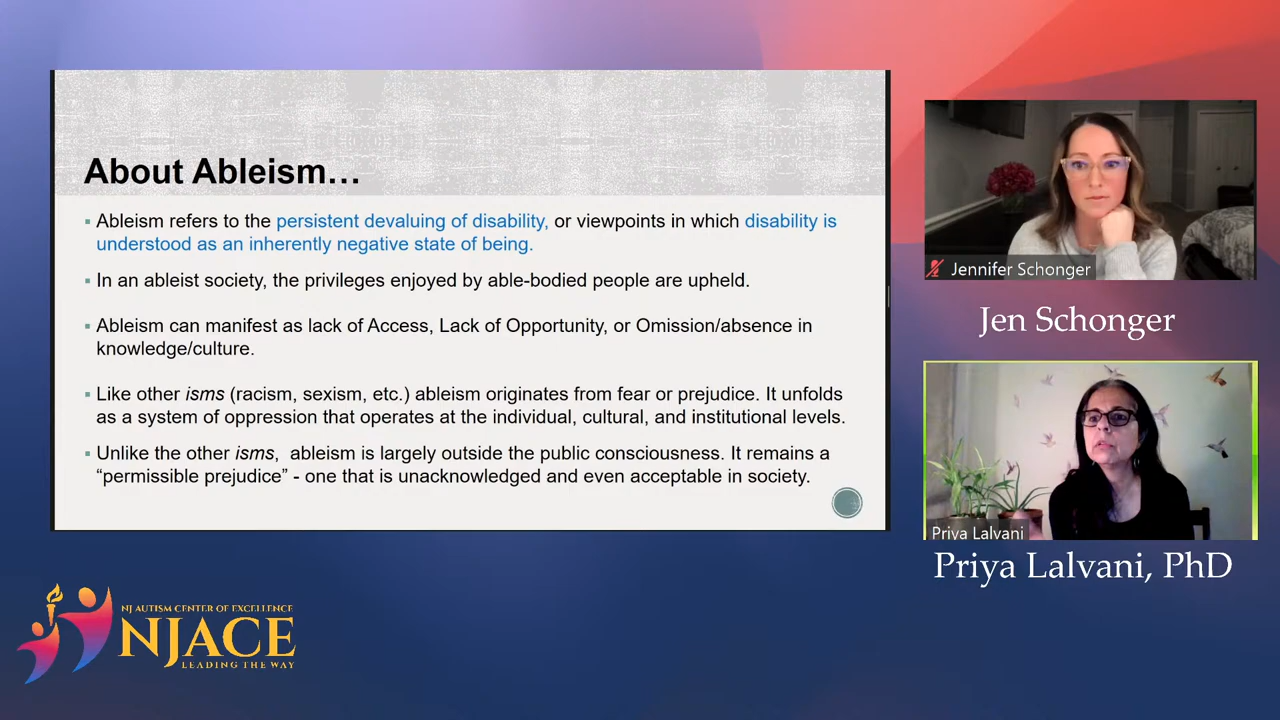 About Ableism…
Ableism refers to the persistent devaluing of disability, or viewpoints in which disability is
understood as an inherently negative state of being.
In an ableist society, the privileges enjoyed by able-bodied people are upheld.
Ableism can manifest as lack of Access, Lack of Opportunity, or Omission/absence in
knowledge/culture.
Like other isms (racism, sexism, etc.) ableism originates from fear or prejudice. It unfolds
as a system of oppression that operates at the individual, cultural, and institutional levels.
Unlike the other isms, ableism is largely outside the public consciousness. It remains a
“permissible prejudice” - one that is unacknowledged and even acceptable in society.
Jennifer Schonger
Jen Schonger
Priya Lalvani
Priya Lalvani, PhD
NJ AUTISM CENTER OF EXCELLENCE
NJACE
LEADING THE WAY